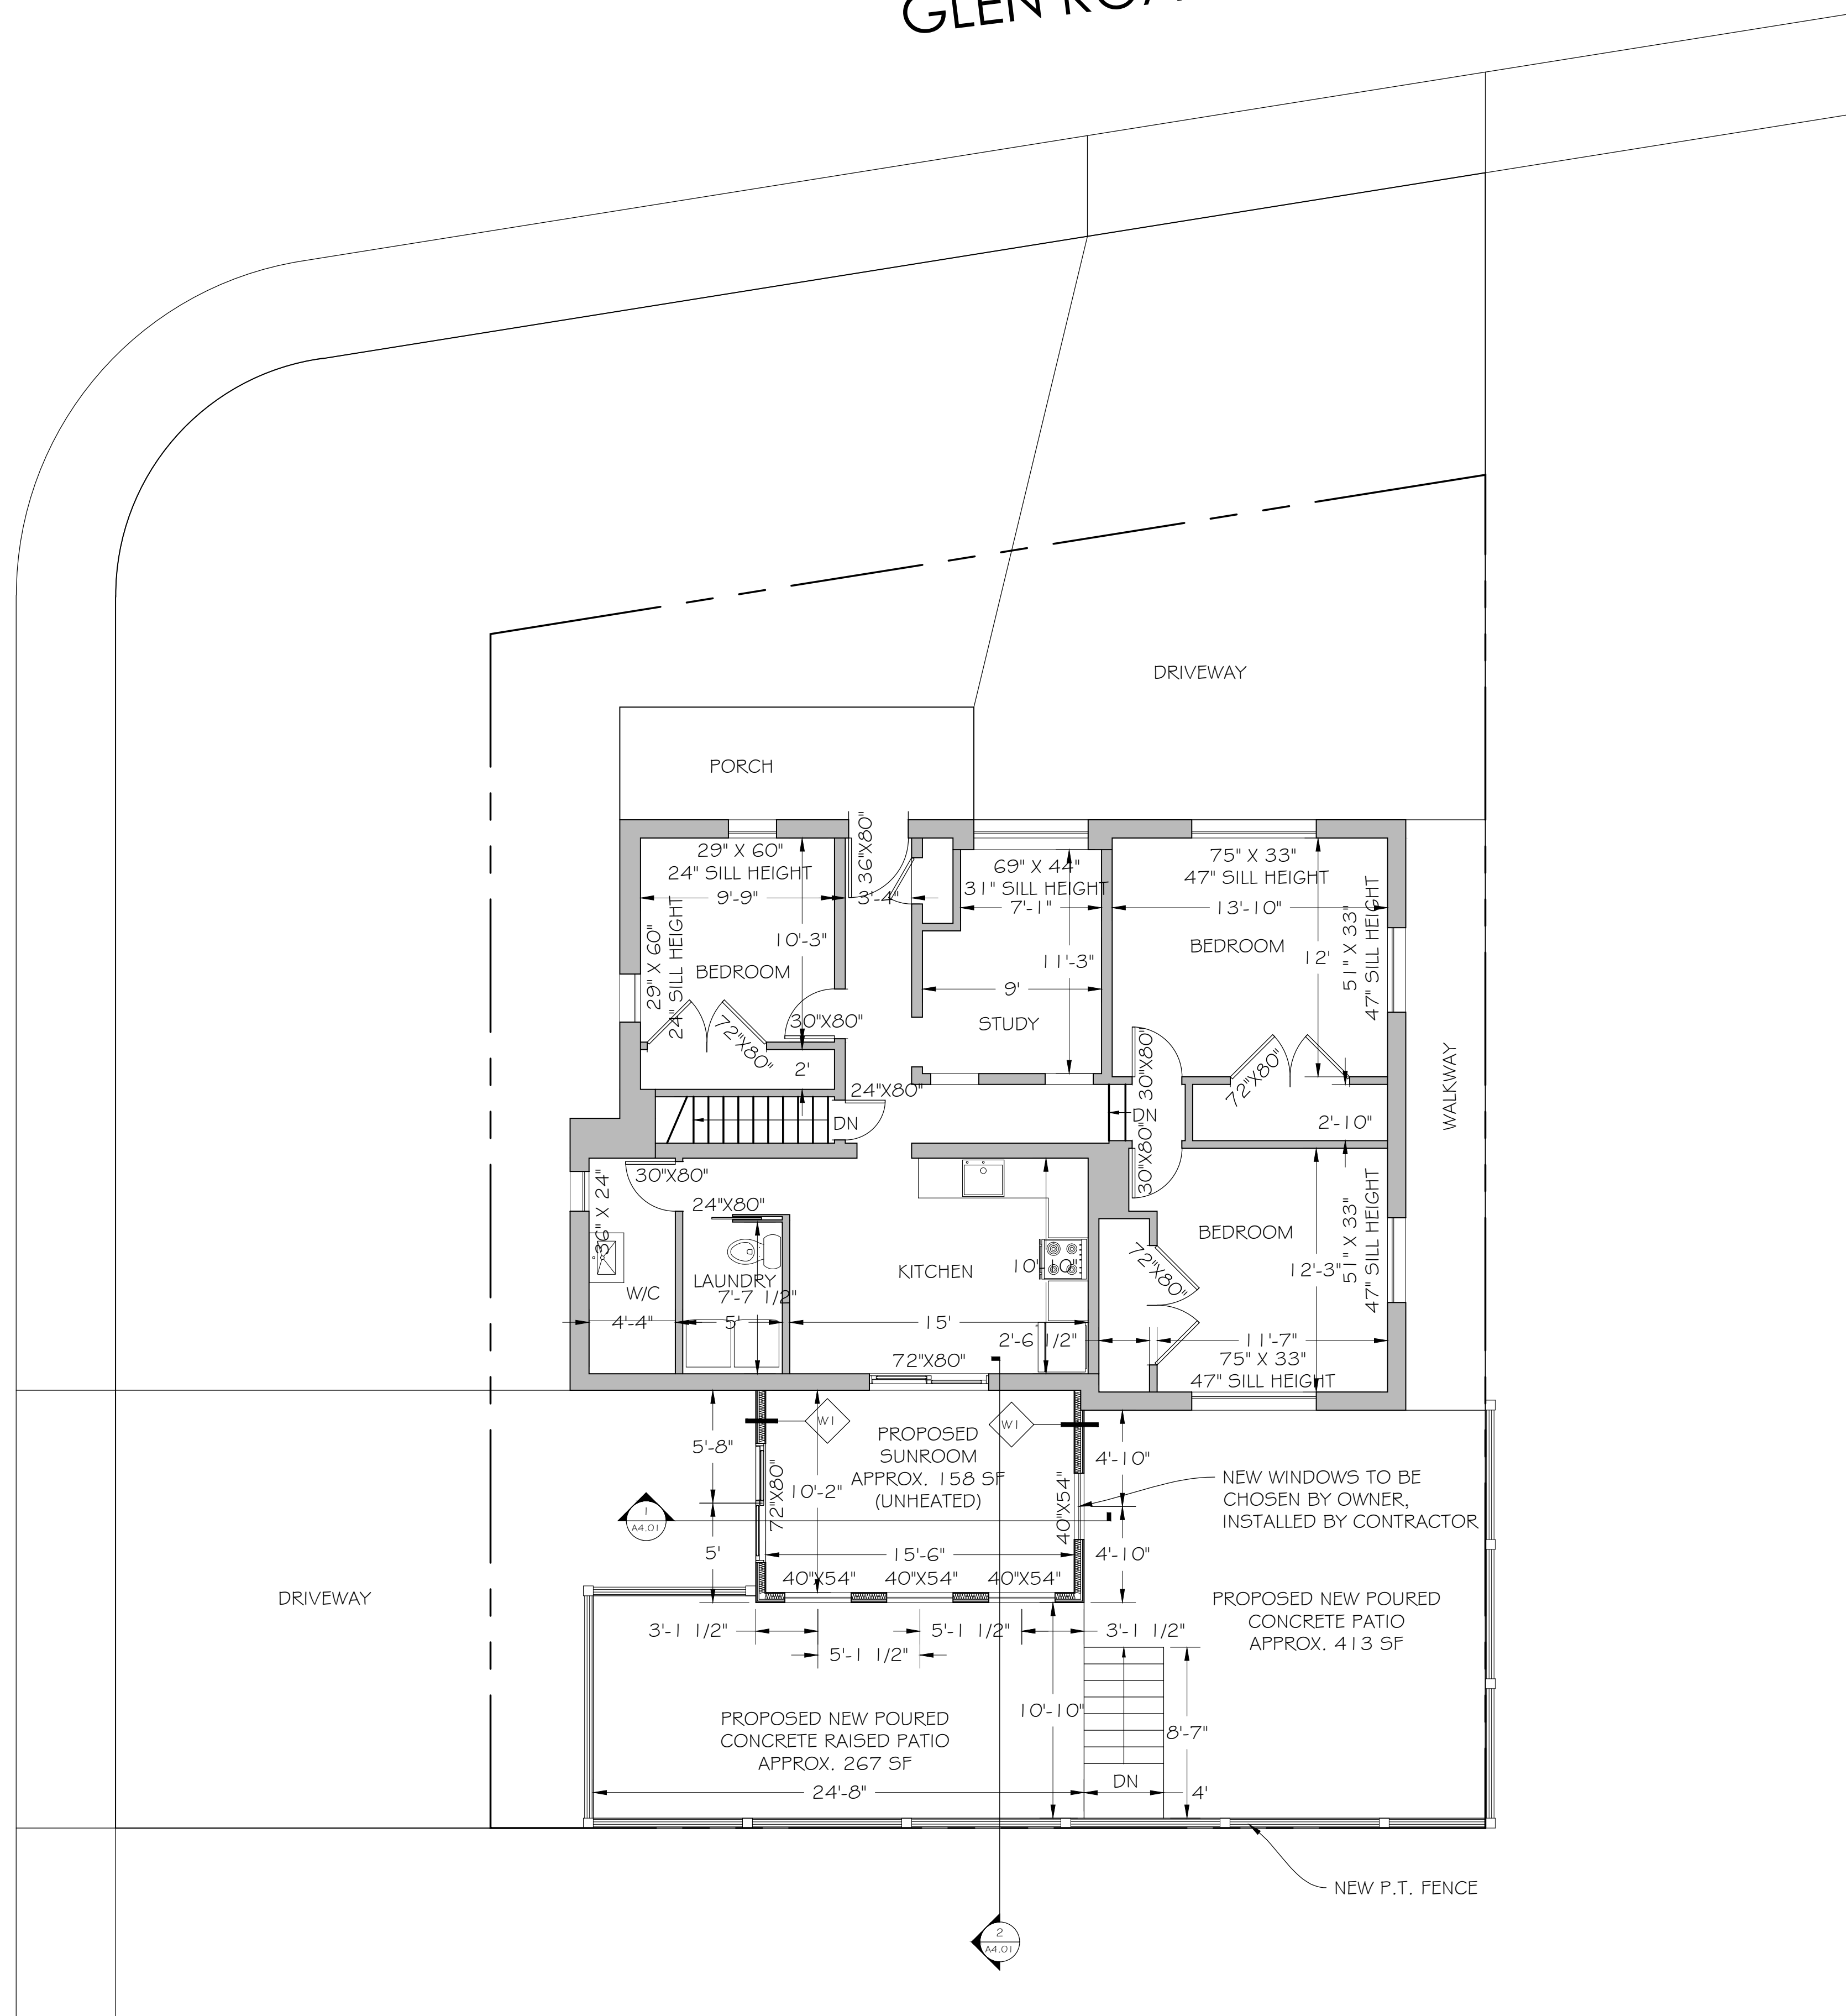 GLEN ROA
DRIVEWAY
PORCH
36"X80"
29" X 60"
24" SILL HEIGHT
9'-9"
3'-4"
69" X 44"
31" SILL HEIGHT
7'-1"
75" X 33"
47" SILL HEIGHT
13'-10"
29" X 60"
24" SILL HEIGHT
10'-3"
BEDROOM
11'-3"
BEDROOM
12'
51" X 33"
47" SILL HEIGHT
9'
STUDY
30"X80"
72"X80"
2'
24"X80"
DN
30"X80"
DN
72"X80"
2'-10"
WALKWAY
30"X80"
30"X80"
36" X 24"
24"X80"
KITCHEN
10'-10"
LAUNDRY
7'-7 1/2"
W/C
4'-4"
5'
15'
2'-6 1/2"
72"X80"
72"X80"
BEDROOM
12'-3"
51" X 33"
47" SILL HEIGHT
11'-7"
75" X 33"
47" SILL HEIGHT
W1
W1
PROPOSED
SUNROOM
APPROX. 158 SF
(UNHEATED)
5'-8"
72"X80"
10'-2"
40"X54"
4'-10"
NEW WINDOWS TO BE
CHOSEN BY OWNER,
INSTALLED BY CONTRACTOR
1
A4.01
5'
15'-6"
4'-10"
40"X54"
40"X54"
40"X54"
DRIVEWAY
3'-1 1/2"
5'-1 1/2"
5'-1 1/2"
3'-1 1/2"
PROPOSED NEW POURED
CONCRETE PATIO
APPROX. 413 SF
PROPOSED NEW POURED
CONCRETE RAISED PATIO
APPROX. 267 SF
10'-10"
8'-7"
24'-8"
DN
4'
NEW P.T. FENCE
2
A4.01